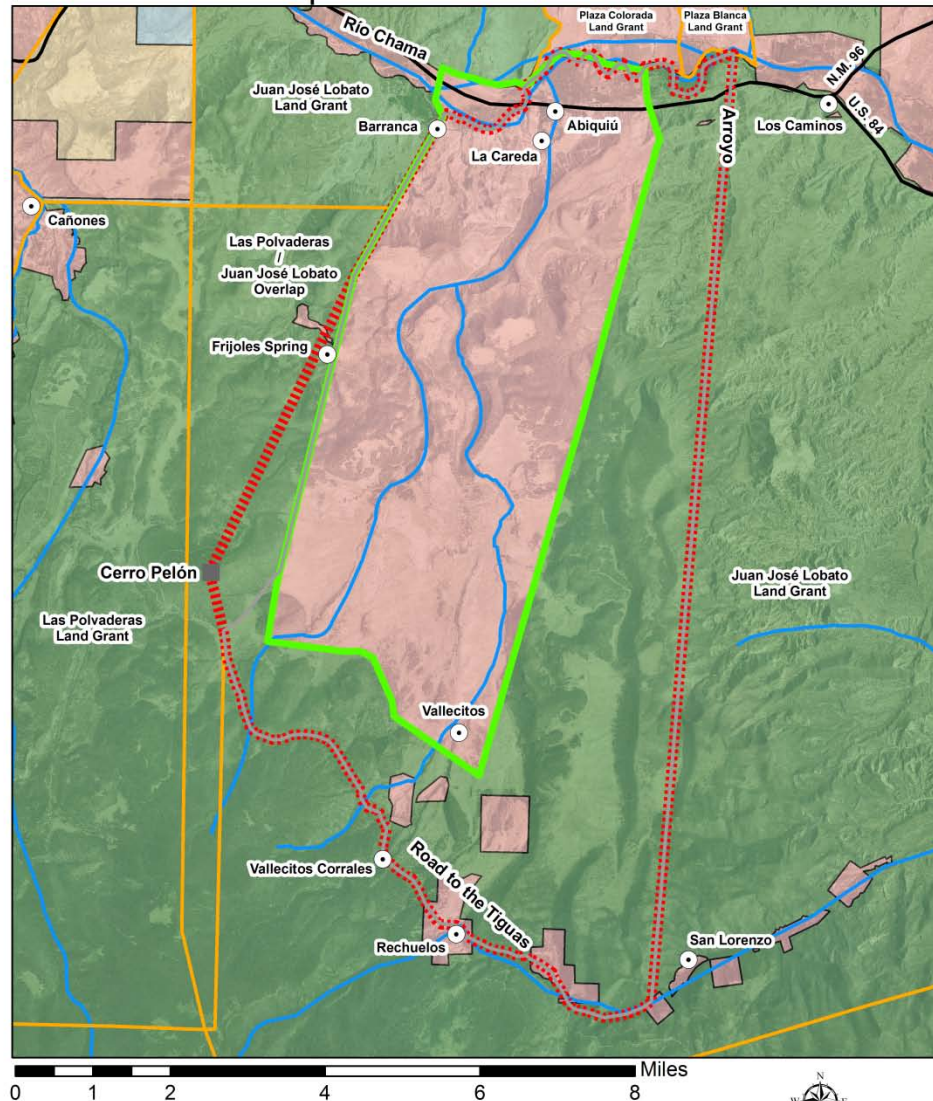 Plaza Colorada
Land Grant
Plaza Blanca
Land Grant
Río Chama
N.M. 96
Juan José Lobato
Land Grant
U.S. 84
Barranca
Abiquiú
Los Caminos
La Careda
Arroyo
Cañones
Las Polvaderas
/
Juan José Lobato
Overlap
Frijoles Spring
Cerro Pelón
Juan José Lobato
Land Grant
Las Polvaderas
Land Grant
Vallecitos
Vallecitos Corrales
Road to the Tiguas
Rechuelos
San Lorenzo
Miles
0 1 2 4 6 8
N
W E